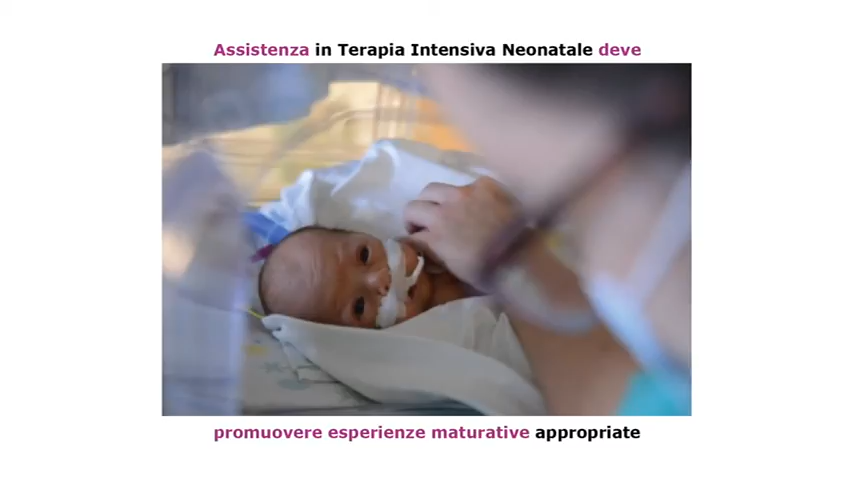 Assistenza in Terapia Intensiva Neonatale deve
promuovere esperienze maturative appropriate